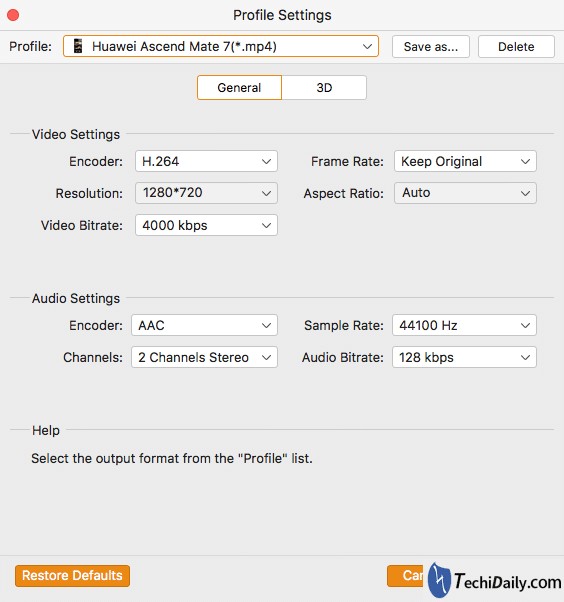 Profile Settings
Profile: Huawei Ascend Mate 7(*.mp4) Save as... Delete
General 3D
Video Settings
Encoder: H.264 Frame Rate: Keep Original
Resolution: 1280*720 Aspect Ratio: Auto
Video Bitrate: 4000 kbps
Audio Settings
Encoder: AAC Sample Rate: 44100 Hz
Channels: 2 Channels Stereo Audio Bitrate: 128 kbps
Help
Select the output format from the "Profile" list.
Restore Defaults
TechiDaily.com